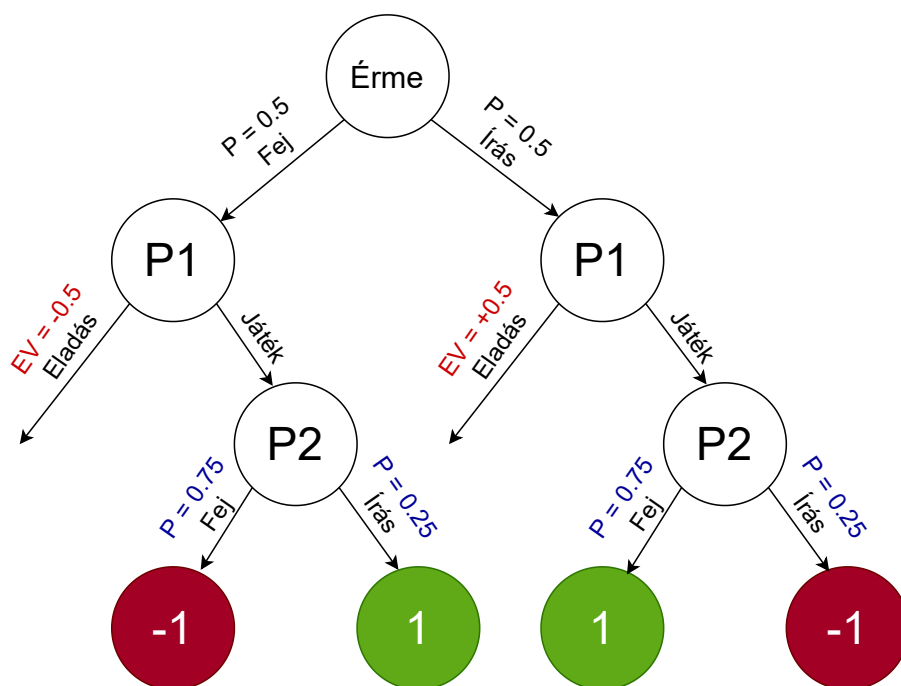 Érme
P = 0.5
Fej
P = 0.5
Írás
P1
P1
EV = -0.5
Eladás
Játék
EV = +0.5
Eladás
Játék
P2
P2
P = 0.75
Fej
P = 0.25
Írás
P = 0.75
Fej
P = 0.25
Írás
-1
1
1
-1